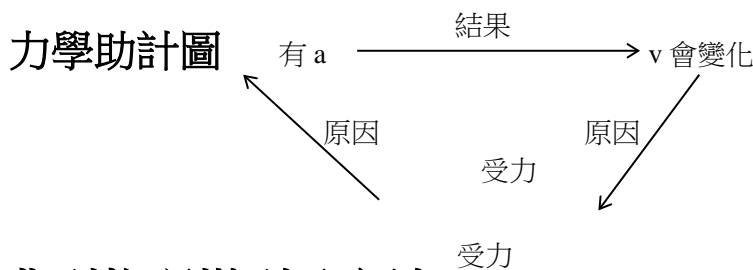 結果
力學助計圖 有 a v 會變化
原因 原因
受力
受力